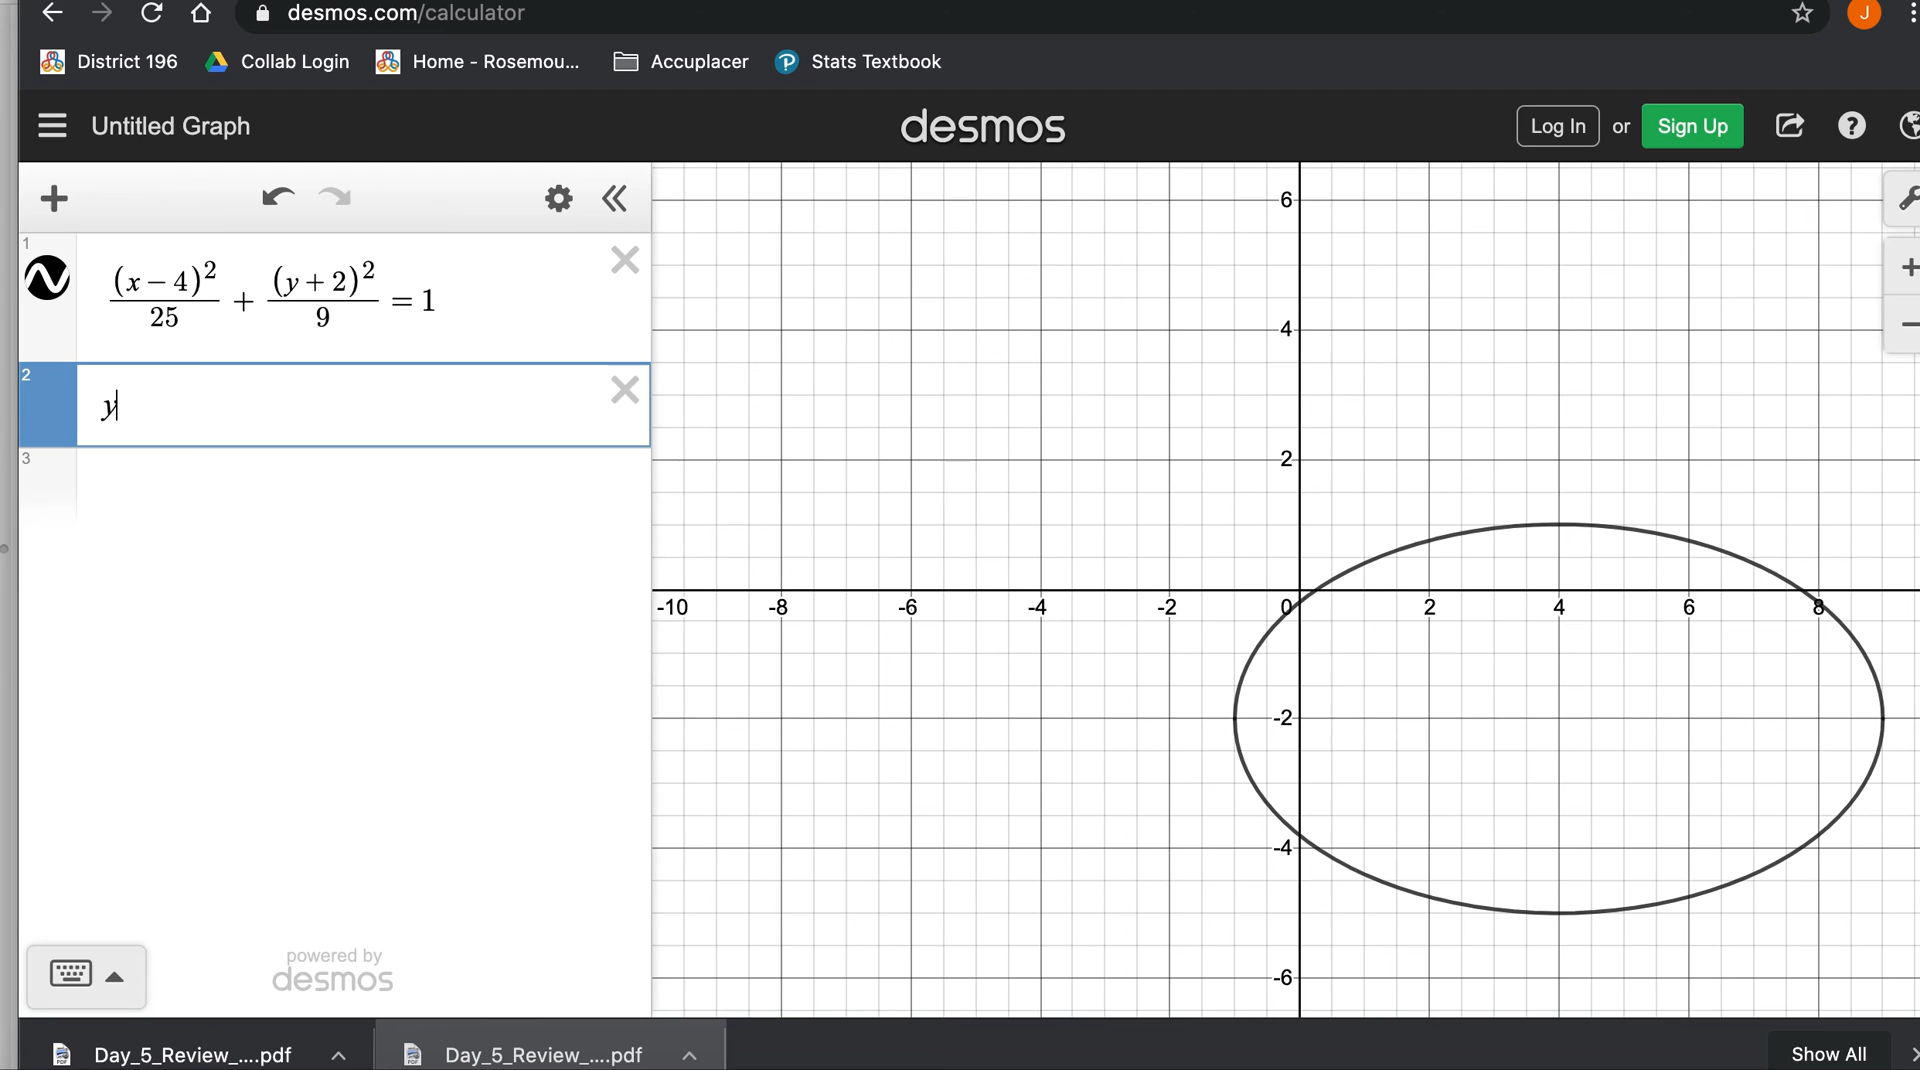 desmos.com/calculator
District 196 Collab Login Home - Rosemou... Accuplacer Stats Textbook
J
Untitled Graph desmos Log In or Sign Up
1
(x − 4)² / 25 + (y + 2)² / 9 = 1
2
y
3
6
4
2
-10 -8 -6 -4 -2 0 2 4 6 8
-2
-4
-6
powered by
desmos
Day_5_Review_....pdf Day_5_Review_....pdf Show All